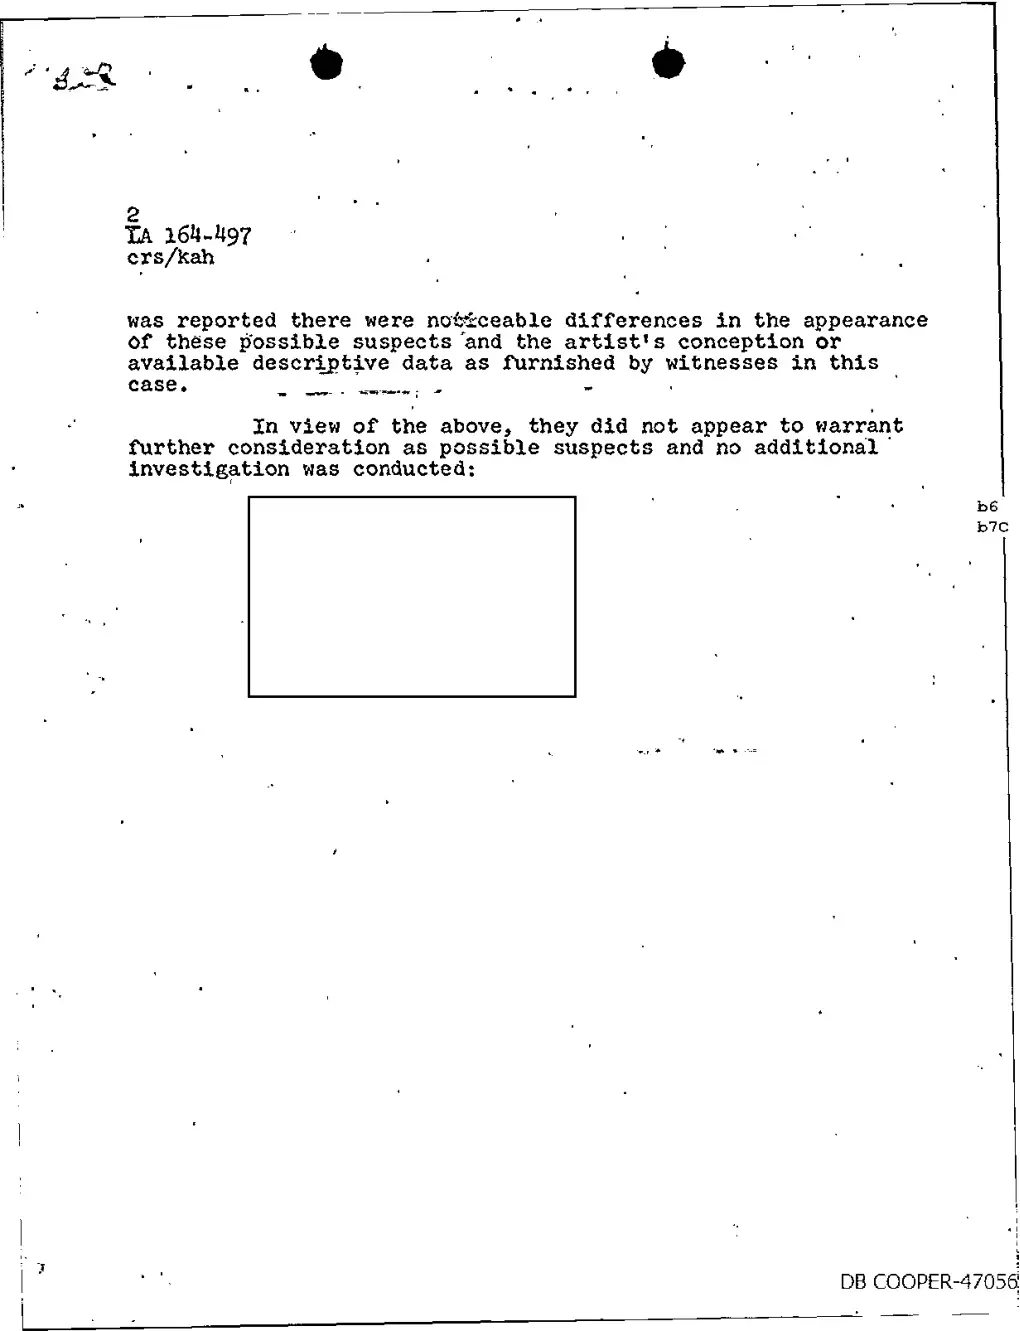 2
LA 164-497
crs/kah
was reported there were noticeable differences in the appearance
of these possible suspects and the artist's conception or
available descriptive data as furnished by witnesses in this
case.
In view of the above, they did not appear to warrant
further consideration as possible suspects and no additional
investigation was conducted:
b6
b7C
DB COOPER-47056